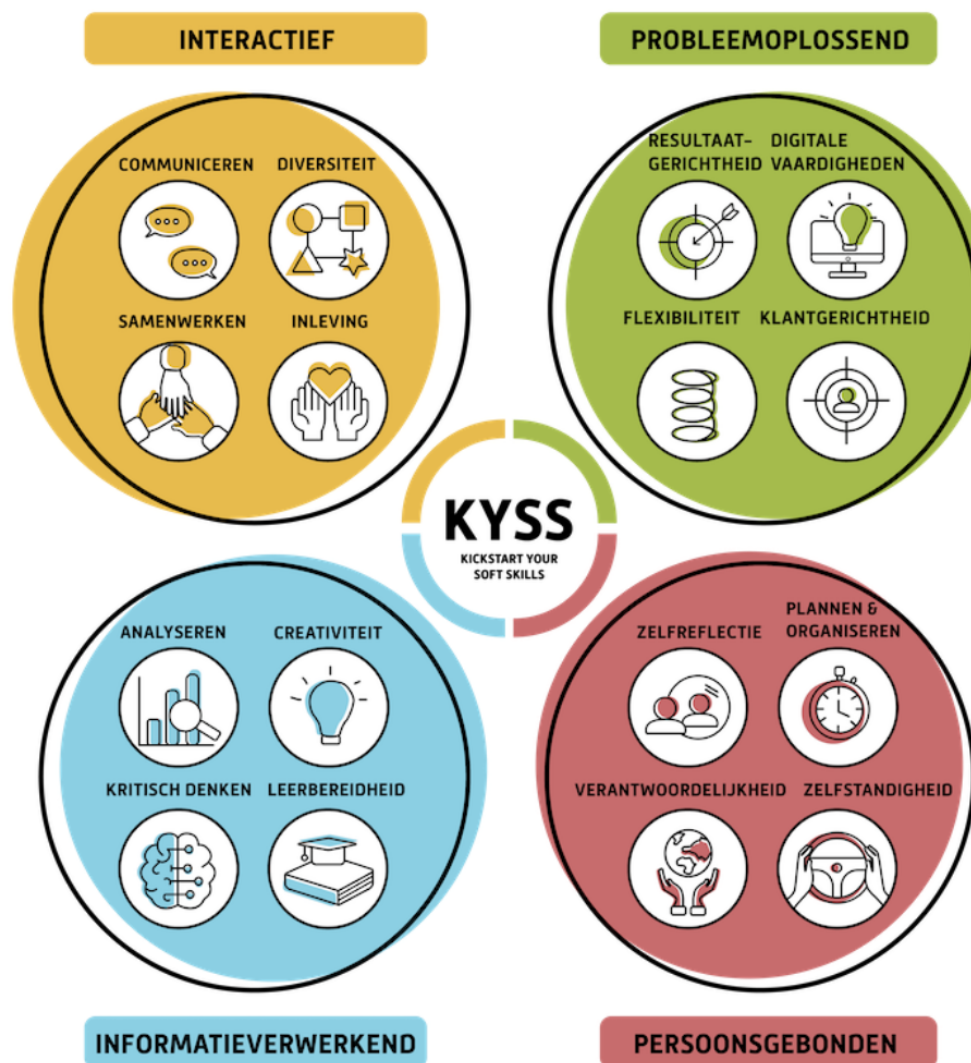 INTERACTIEF
PROBLEEMOPLOSSEND
COMMUNICEREN
DIVERSITEIT
SAMENWERKEN
INLEVING
RESULTAAT-
GERICHTHEID
DIGITALE
VAARDIGHEDEN
FLEXIBILITEIT
KLANTGERICHTHEID
KYSS
KICKSTART YOUR
SOFT SKILLS
ANALYSEREN
CREATIVITEIT
KRITISCH DENKEN
LEERBEREIDHEID
ZELFREFLECTIE
PLANNEN &
ORGANISEREN
VERANTWOORDELIJKHEID
ZELFSTANDIGHEID
INFORMATIEVERWERKEND
PERSOONSGEBONDEN